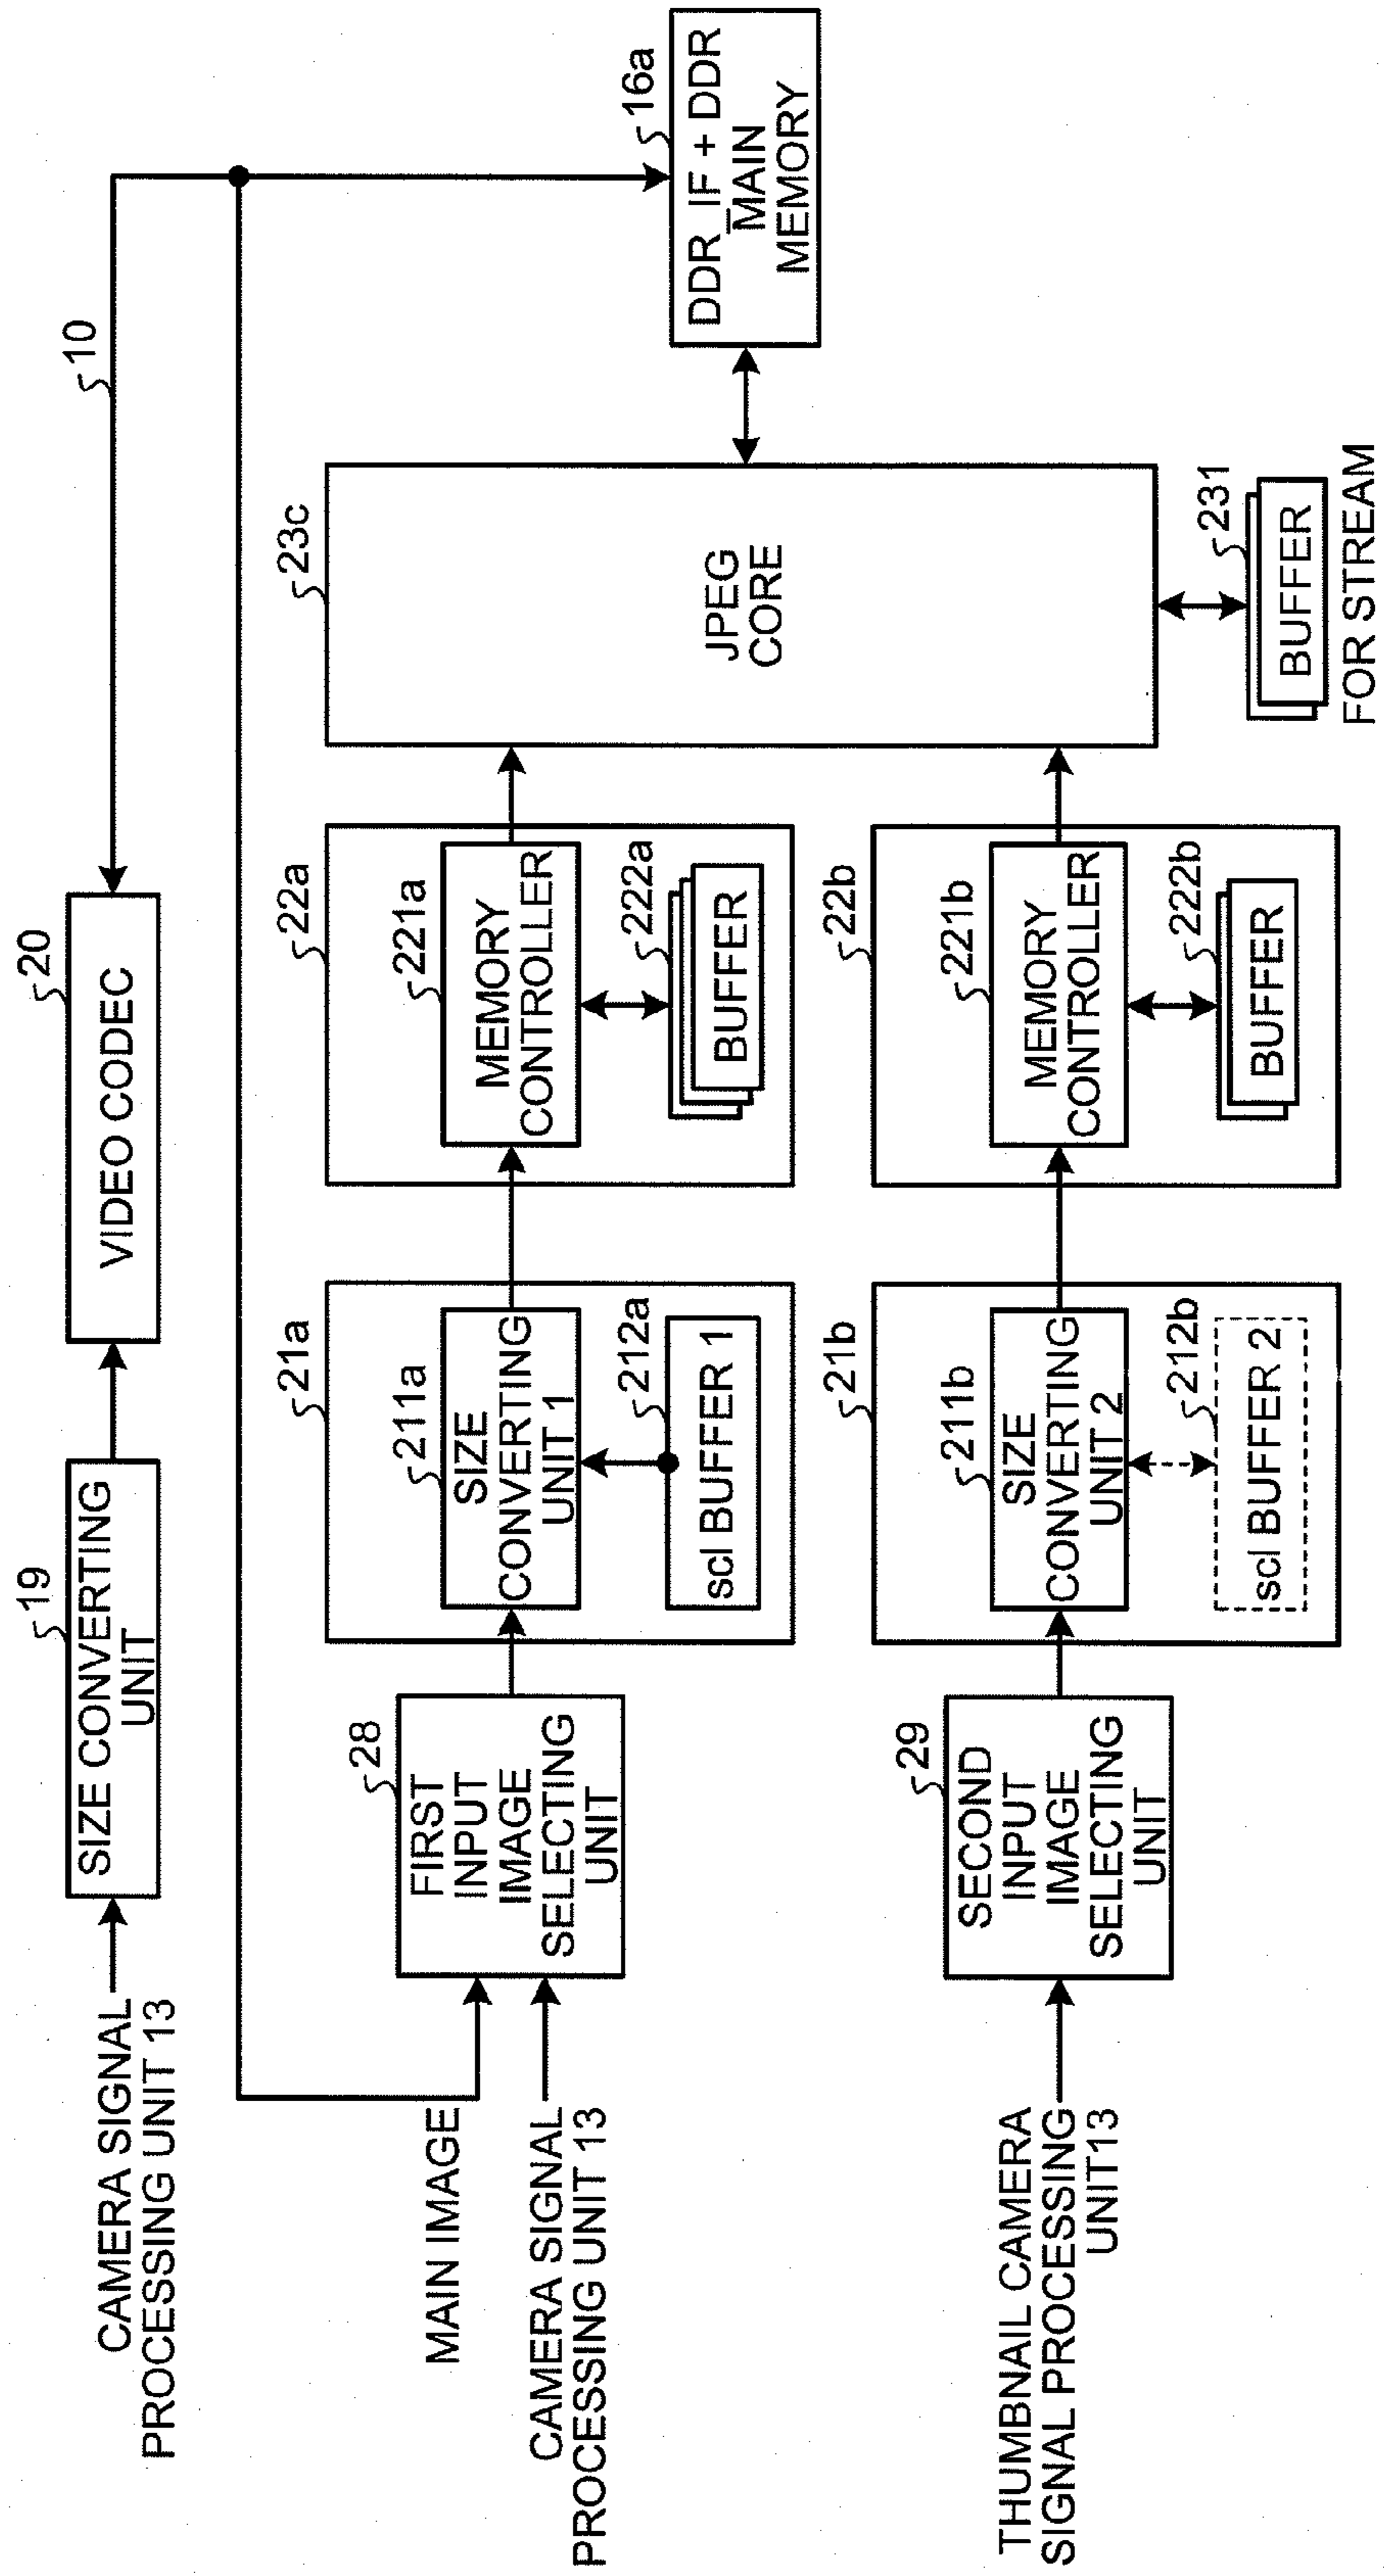 CAMERA SIGNAL
PROCESSING UNIT 13
19
SIZE CONVERTING
UNIT
20
VIDEO CODEC
10
MAIN IMAGE
CAMERA SIGNAL
PROCESSING UNIT 13
28
FIRST
INPUT
IMAGE
SELECTING
UNIT
21a
211a
SIZE
CONVERTING
UNIT 1
212a
scl BUFFER 1
22a
221a
MEMORY
CONTROLLER
222a
BUFFER
23c
JPEG
CORE
16a
DDR_IF + DDR
MAIN
MEMORY
THUMBNAIL CAMERA
SIGNAL PROCESSING
UNIT13
29
SECOND
INPUT
IMAGE
SELECTING
UNIT
21b
211b
SIZE
CONVERTING
UNIT 2
212b
scl BUFFER 2
22b
221b
MEMORY
CONTROLLER
222b
BUFFER
231
BUFFER
FOR STREAM